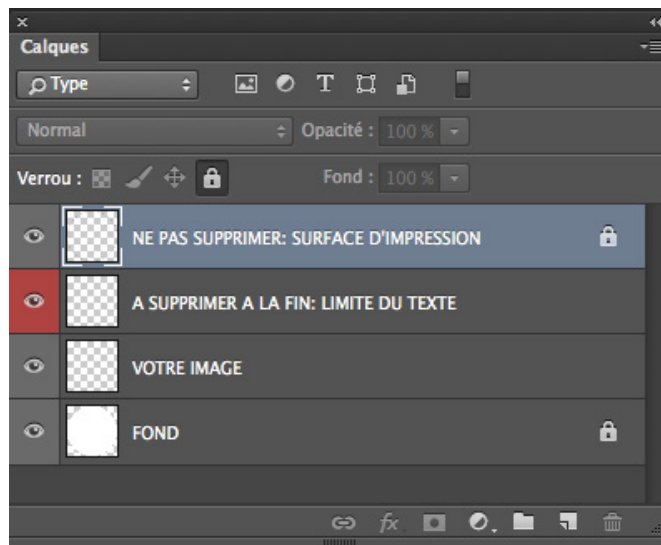 Calques
Type
Normal Opacité : 100 %
Verrou : Fond : 100 %
NE PAS SUPPRIMER: SURFACE D'IMPRESSION
A SUPPRIMER A LA FIN: LIMITE DU TEXTE
VOTRE IMAGE
FOND
fx